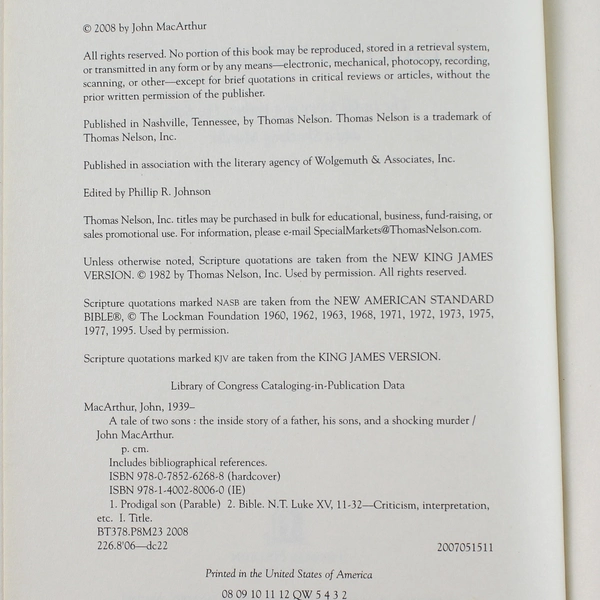 © 2008 by John MacArthur
All rights reserved. No portion of this book may be reproduced, stored in a retrieval system,
or transmitted in any form or by any means—electronic, mechanical, photocopy, recording,
scanning, or other—except for brief quotations in critical reviews or articles, without the
prior written permission of the publisher.
Published in Nashville, Tennessee, by Thomas Nelson. Thomas Nelson is a trademark of
Thomas Nelson, Inc.
Published in association with the literary agency of Wolgemuth & Associates, Inc.
Edited by Phillip R. Johnson
Thomas Nelson, Inc. titles may be purchased in bulk for educational, business, fund-raising, or
sales promotional use. For information, please e-mail SpecialMarkets@ThomasNelson.com.
Unless otherwise noted, Scripture quotations are taken from the NEW KING JAMES
VERSION. © 1982 by Thomas Nelson, Inc. Used by permission. All rights reserved.
Scripture quotations marked NASB are taken from the NEW AMERICAN STANDARD
BIBLE®, © The Lockman Foundation 1960, 1962, 1963, 1968, 1971, 1972, 1973, 1975,
1977, 1995. Used by permission.
Scripture quotations marked KJV are taken from the KING JAMES VERSION.
Library of Congress Cataloging-in-Publication Data
MacArthur, John, 1939–
A tale of two sons : the inside story of a father, his sons, and a shocking murder /
John MacArthur.
p. cm.
Includes bibliographical references.
ISBN 978-0-7852-6268-8 (hardcover)
ISBN 978-1-4002-8006-0 (IE)
1. Prodigal son (Parable) 2. Bible. N.T. Luke XV, 11-32—Criticism, interpretation,
etc. I. Title.
BT378.P8M23 2008
226.8'06—dc22 2007051511
Printed in the United States of America
08 09 10 11 12 QW 5 4 3 2